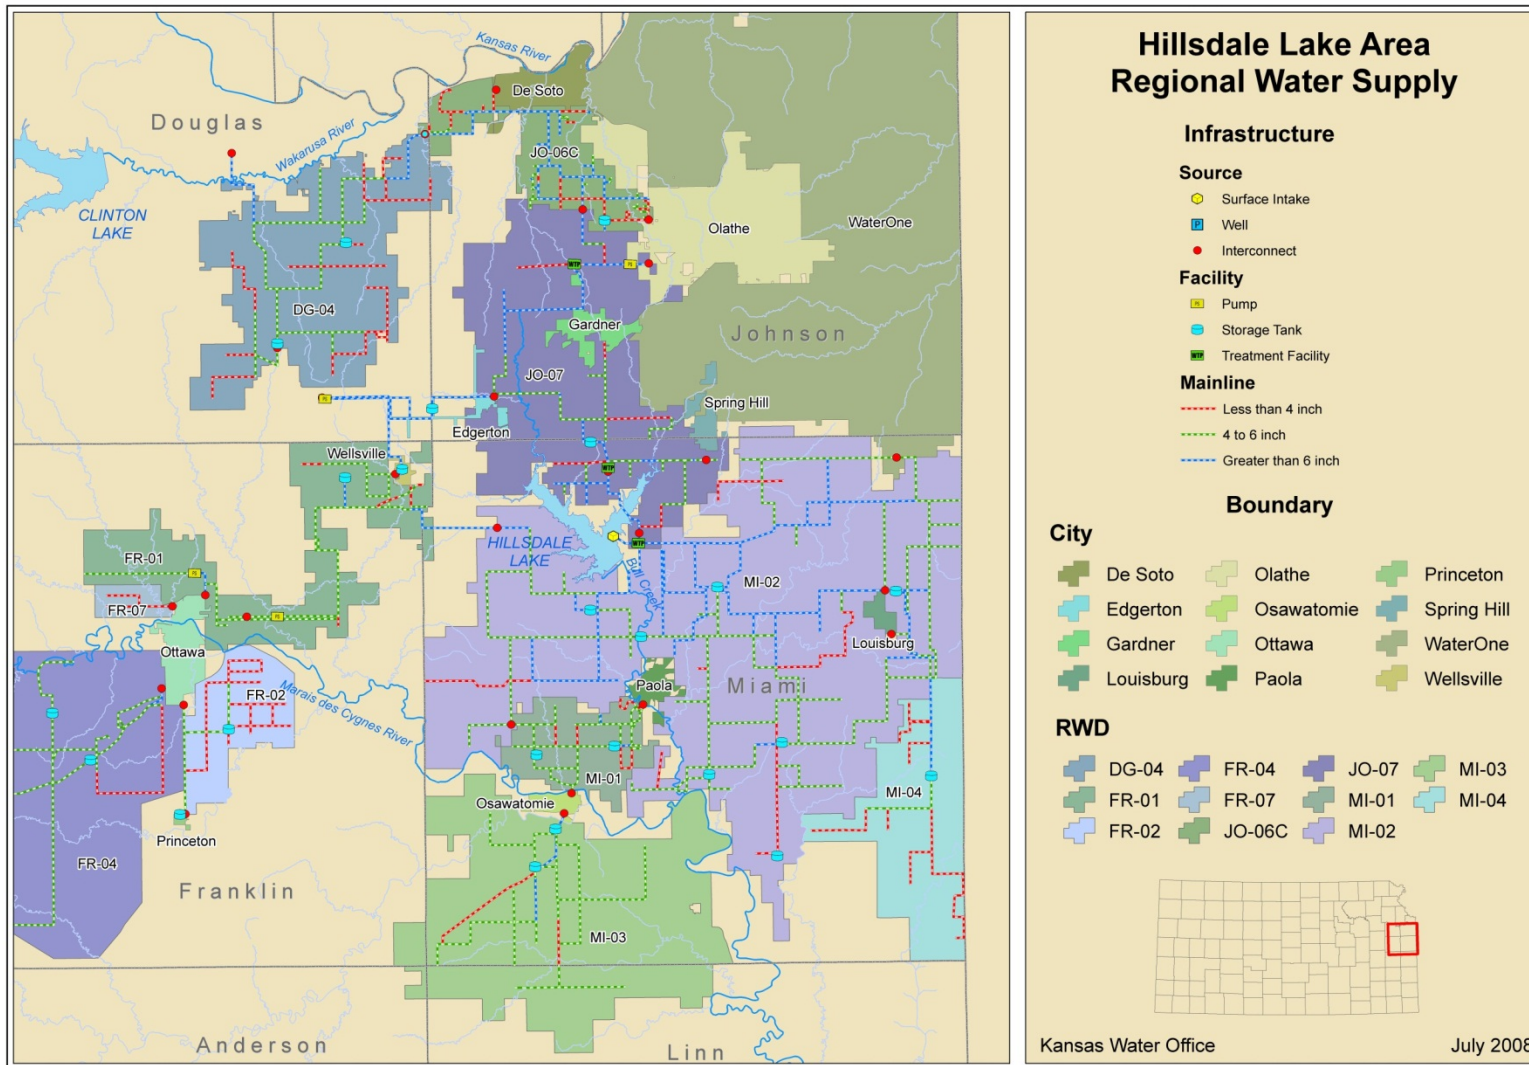 Kansas River
De Soto
Douglas
Wakarusa River
JO-06C
CLINTON
LAKE
Olathe
WaterOne
DG-04
Gardner
Johnson
JO-07
Spring Hill
Edgerton
Wellsville
HILLSDALE
LAKE
FR-01
Bull Creek
MI-02
FR-07
Ottawa
Louisburg
FR-02
Paola
Miami
Marais des Cygnes River
MI-01
MI-04
Osawatomie
Princeton
FR-04
Franklin
MI-03
Anderson
Linn
WTP
WTP
WTP
Hillsdale Lake Area
Regional Water Supply
Infrastructure
Source
Surface Intake
P Well
Interconnect
Facility
PS Pump
Storage Tank
WTP Treatment Facility
Mainline
Less than 4 inch
4 to 6 inch
Greater than 6 inch
Boundary
City
De Soto Olathe Princeton
Edgerton Osawatomie Spring Hill
Gardner Ottawa WaterOne
Louisburg Paola Wellsville
RWD
DG-04 FR-04 JO-07 MI-03
FR-01 FR-07 MI-01 MI-04
FR-02 JO-06C MI-02
Kansas Water Office July 2008